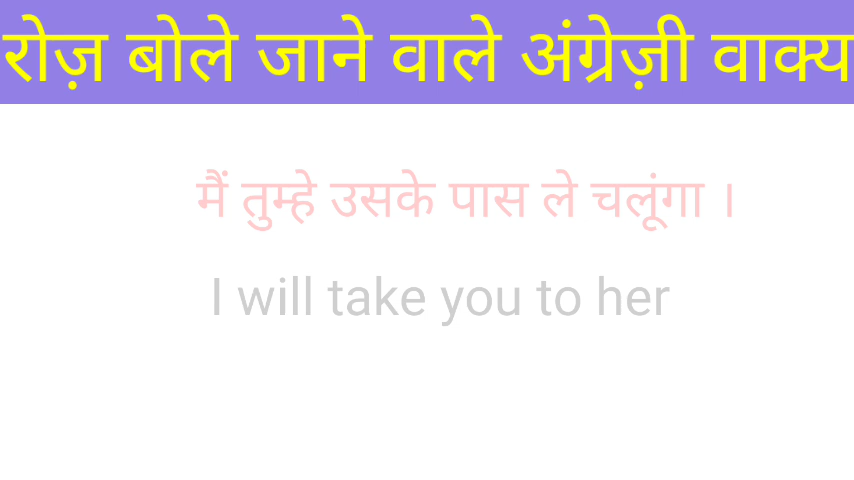 रोज़ बोले जाने वाले अंग्रेज़ी वाक्य
मैं तुम्हे उसके पास ले चलूंगा ।
I will take you to her